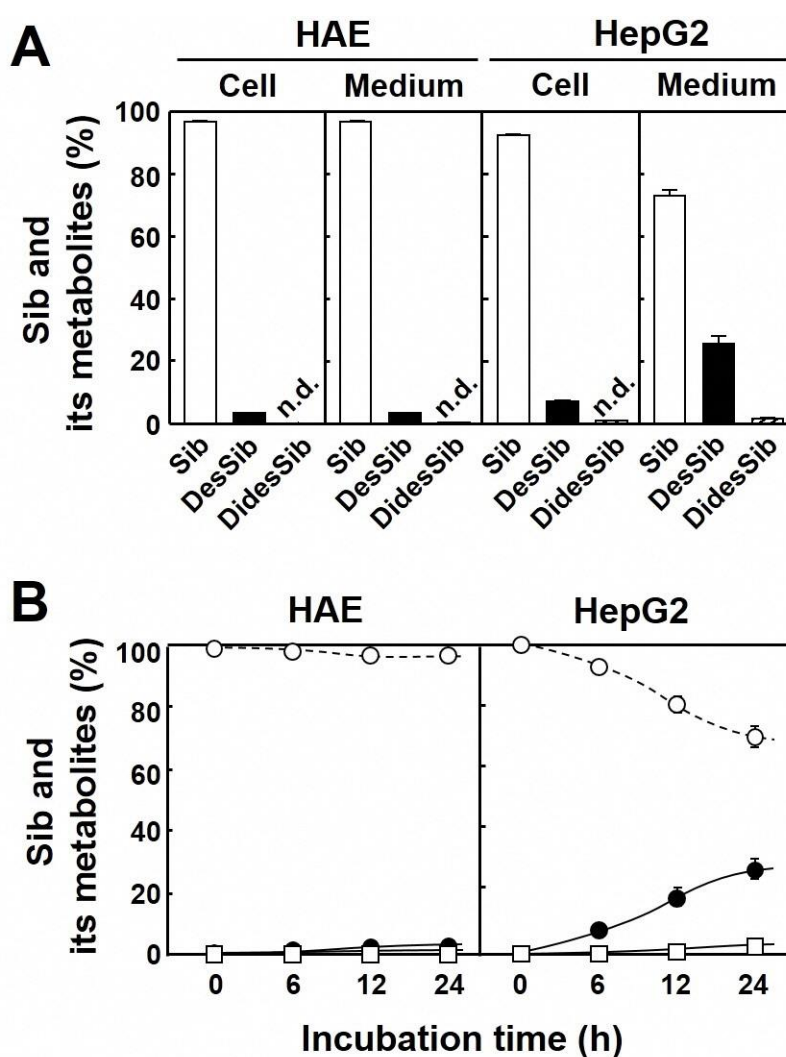 A
HAE HepG2
Cell Medium Cell Medium
Sib and
its metabolites (%)
100
80
60
40
20
0
n.d. n.d. n.d.
Sib DesSib DidesSib Sib DesSib DidesSib Sib DesSib DidesSib Sib DesSib DidesSib
B
HAE HepG2
Sib and
its metabolites (%)
100
80
60
40
20
0
0 6 12 24 0 6 12 24
Incubation time (h)